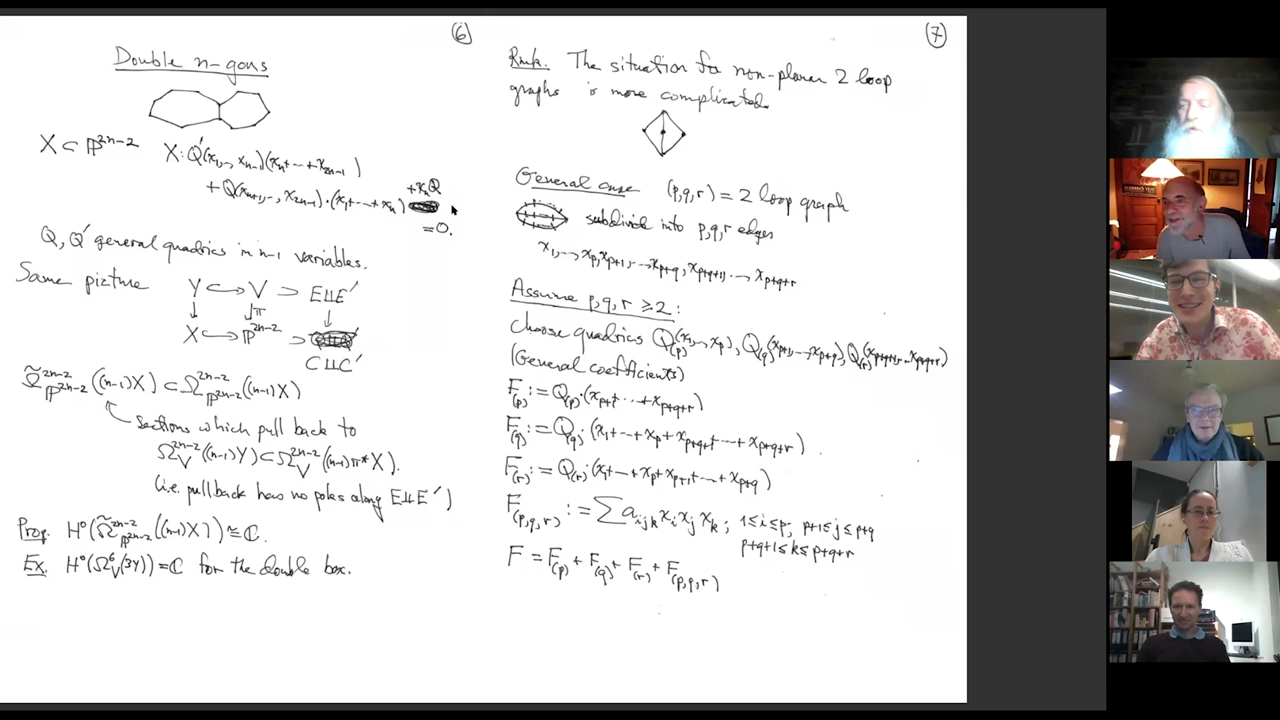 ⑥
Double n-gons
X ⊂ ℙ^{2n-2} X: Q'(x_1,-,x_{n-1})(x_n+---+x_{2n-1})
+ Q(x_{n+1},-,x_{2n-1})·(x_1+---+x_n) +x_nQ
=0.
Q, Q' general quadrics in n-1 variables.
Same picture Y ↪ V ⊃ E⊔E'
↓ ↓π ↓
X ↪ ℙ^{2n-2} ⊃
C⊔C'
Ω̃^{2n-2}_{ℙ^{2n-2}}((n-1)X) ⊂ Ω^{2n-2}_{ℙ^{2n-2}}((n-1)X)
sections which pull back to
Ω^{2n-2}_V((n-1)Y) ⊂ Ω^{2n-2}_V((n-1)π*X).
(i.e. pullback has no poles along E⊔E')
Prop. H⁰(Ω̃^{2n-2}_{ℙ^{2n-2}}((n-1)X)) ≅ ℂ.
Ex. H⁰(Ω^6_V(3Y)) = ℂ for the double box.
⑦
Rmk. The situation for non-planar 2 loop
graphs is more complicated.
General case (p,q,r) = 2 loop graph
subdivide into p,q,r edges
x_1,--,x_p,x_{p+1},--,x_{p+q},x_{p+q+1},--,x_{p+q+r}
Assume p,q,r ≥2:
choose quadrics Q_{(p)}(x_1,-,x_p), Q_{(q)}(x_{p+1},--,x_{p+q}), Q_{(r)}(x_{p+q+1},--x_{p+q+r})
(General coefficients)
F_{(p)} := Q_{(p)}·(x_{p+1}+---+x_{p+q+r})
F_{(q)} := Q_{(q)}·(x_1+--+x_p+x_{p+q+1}+--+x_{p+q+r})
F_{(r)} := Q_{(r)}·(x_1+--+x_p+x_{p+1}+--+x_{p+q})
F_{(p,q,r)} := ∑ a_{ijk} x_i x_j x_k ; 1≤i≤p, p+1≤j≤p+q
p+q+1≤k≤p+q+r
F = F_{(p)} + F_{(q)} + F_{(r)} + F_{(p,q,r)}